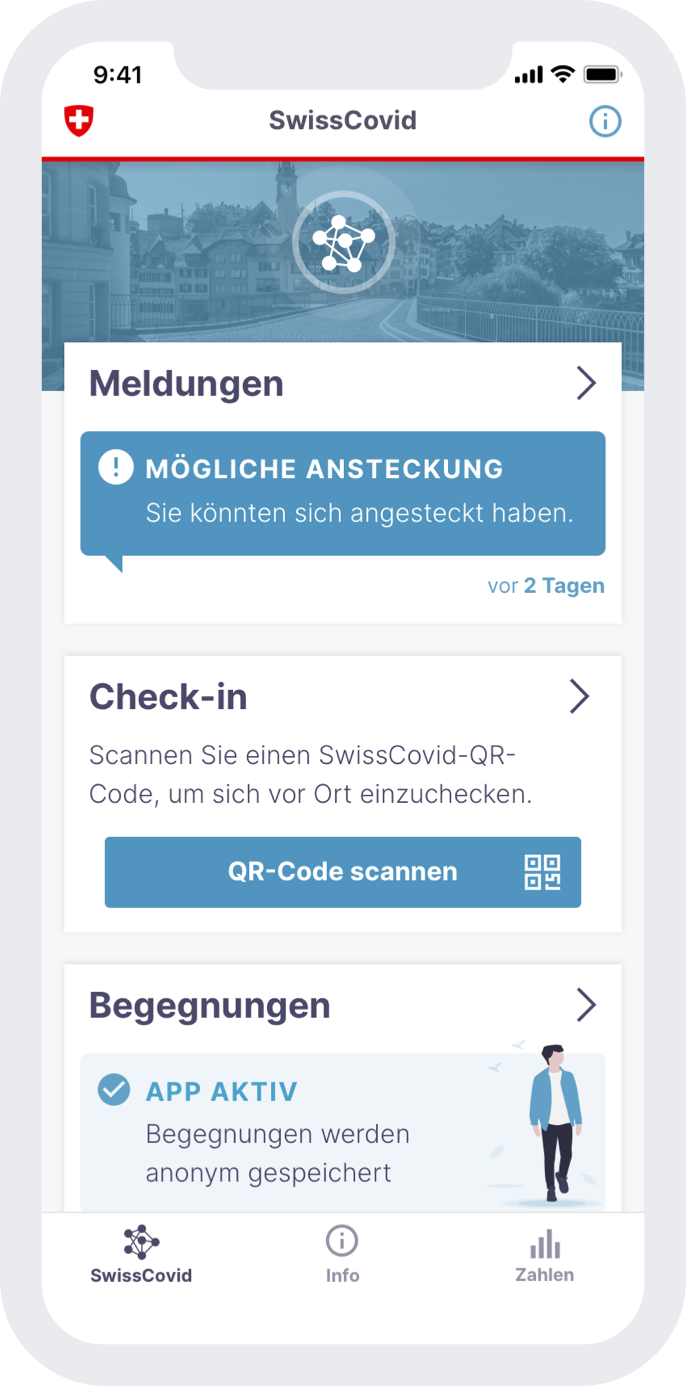 9:41
SwissCovid
Meldungen
MÖGLICHE ANSTECKUNG
Sie könnten sich angesteckt haben.
vor 2 Tagen
Check-in
Scannen Sie einen SwissCovid-QR-
Code, um sich vor Ort einzuchecken.
QR-Code scannen
Begegnungen
APP AKTIV
Begegnungen werden
anonym gespeichert
SwissCovid
Info
Zahlen